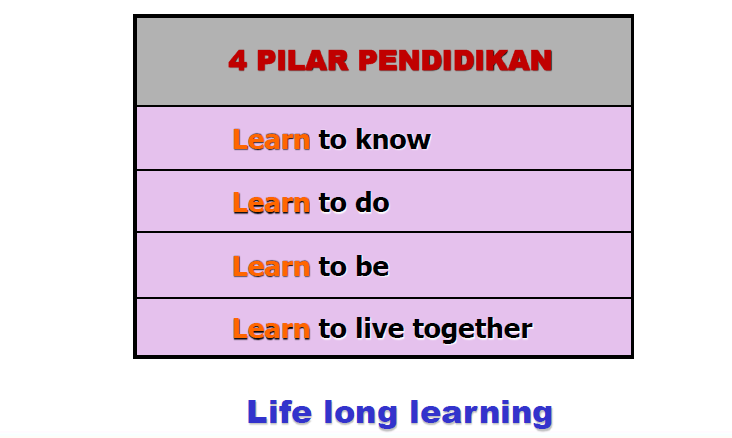 4 PILAR PENDIDIKAN
Learn to know
Learn to do
Learn to be
Learn to live together
Life long learning